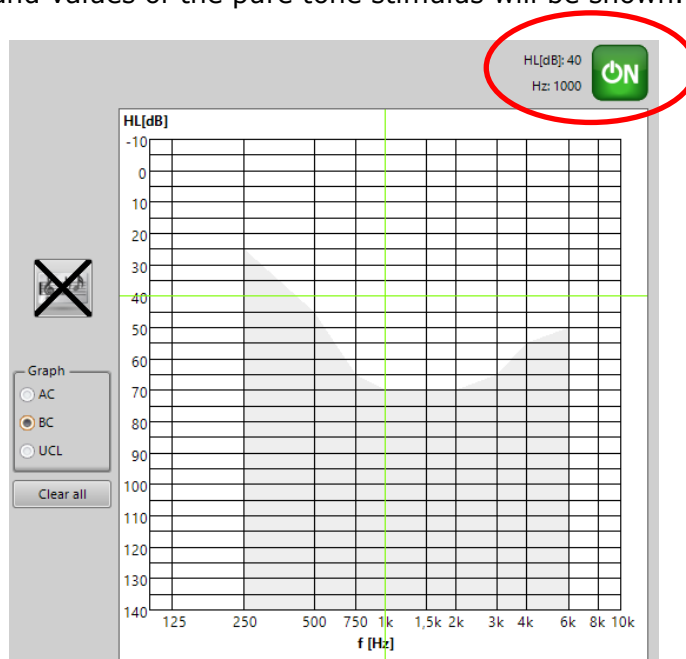 and values of the pure tone stimulus will be shown.
HL[dB]: 40
Hz: 1000
ON
HL[dB]
-10
0
10
20
30
40
50
60
70
80
90
100
110
120
130
140
Graph
AC
BC
UCL
Clear all
125 250 500 750 1k 1,5k 2k 3k 4k 6k 8k 10k
f [Hz]